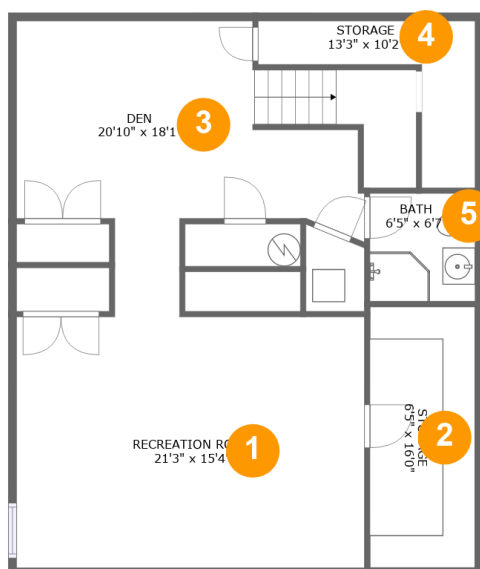 STORAGE
13'3" x 10'2
4
DEN
20'10" x 18'1
3
BATH
6'5" x 6'7
5
RECREATION
21'3" x 15'4
1
STORAGE
6'5" x 16'0"
2